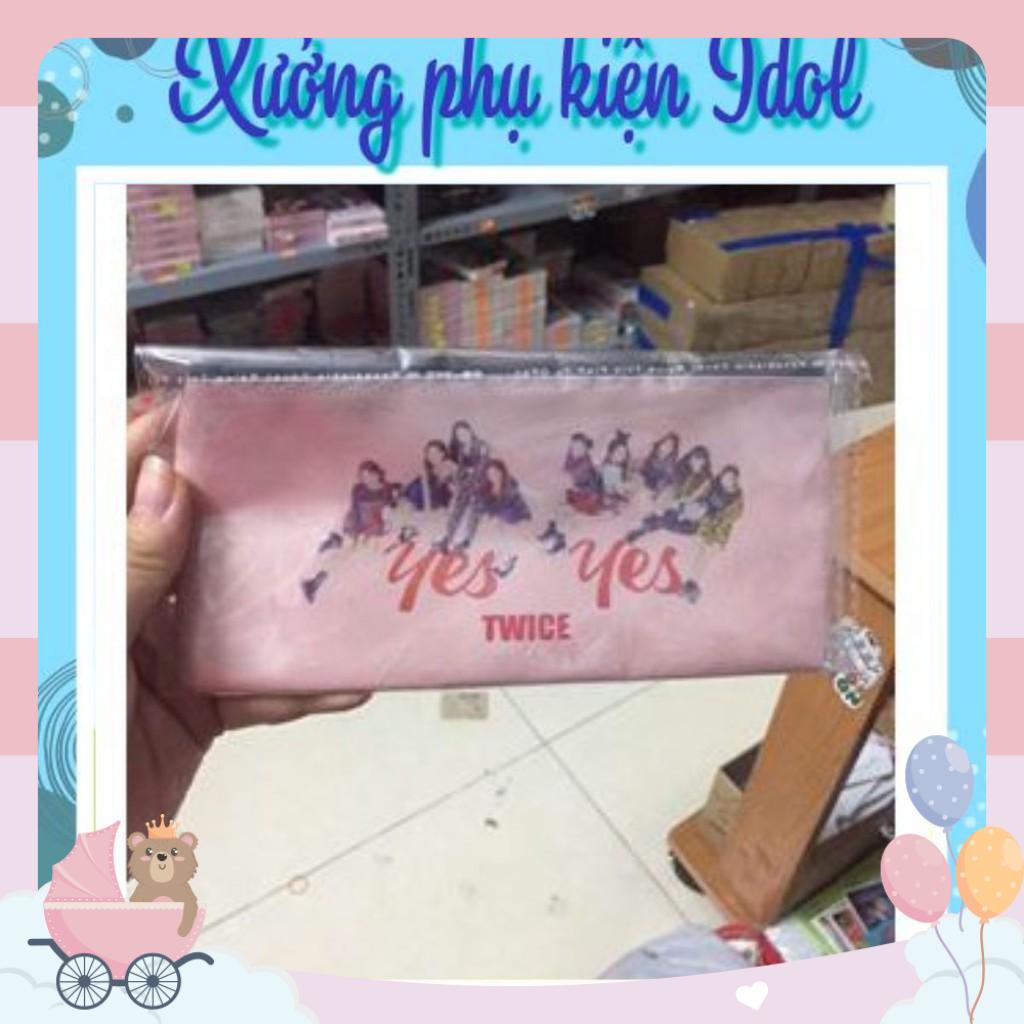 Xưởng phụ kiện Idol
Yes Yes
TWICE